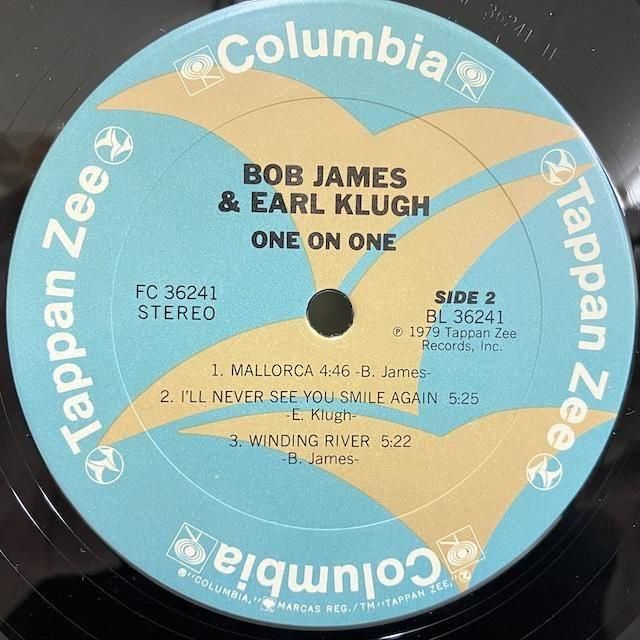 Columbia
BOB JAMES
& EARL KLUGH
ONE ON ONE
FC 36241
STEREO
SIDE 2
BL 36241
℗ 1979 Tappan Zee
Records, Inc.
1. MALLORCA 4:46 -B. James-
2. I'LL NEVER SEE YOU SMILE AGAIN 5:25
-E. Klugh-
3. WINDING RIVER 5:22
-B. James-
Tappan Zee
Tappan Zee
Columbia
® "COLUMBIA," MARCAS REG./TM "TAPPAN ZEE,"
36241